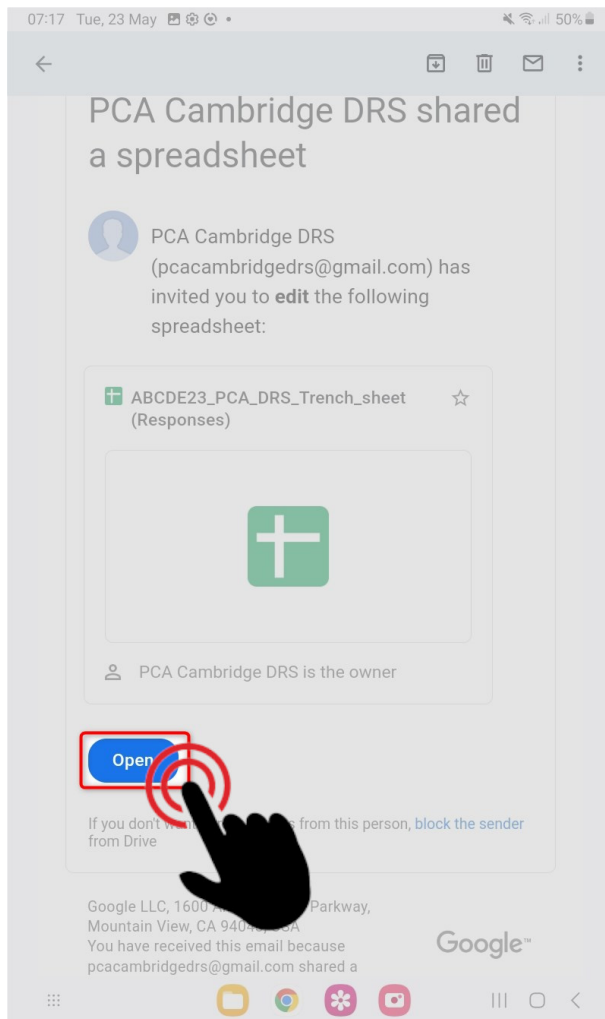 07:17 Tue, 23 May 50%
PCA Cambridge DRS shared
a spreadsheet
PCA Cambridge DRS
(pcacambridgedrs@gmail.com) has
invited you to edit the following
spreadsheet:
ABCDE23_PCA_DRS_Trench_sheet
(Responses)
PCA Cambridge DRS is the owner
Open
If you don't from this person, block the sender
from Drive
Google LLC, 1600 Parkway,
Mountain View, CA USA
You have received this email because
pcacambridgedrs@gmail.com shared a
Google™